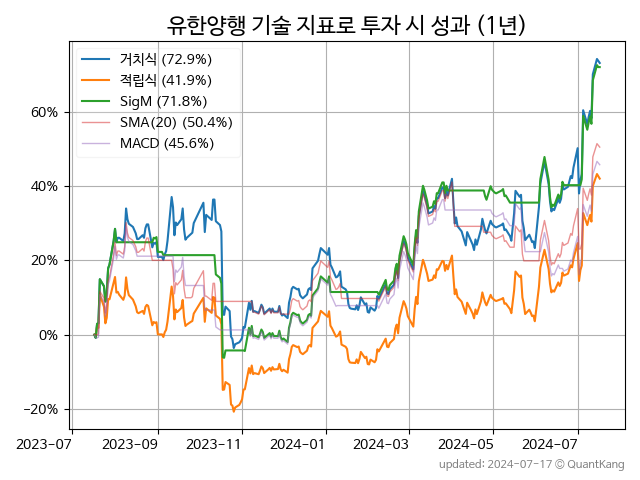 유한양행 기술 지표로 투자 시 성과 (1년)
거치식 (72.9%)
적립식 (41.9%)
SigM (71.8%)
SMA(20) (50.4%)
MACD (45.6%)
60%
40%
20%
0%
−20%
2023-07 2023-09 2023-11 2024-01 2024-03 2024-05 2024-07
updated: 2024-07-17 © QuantKang